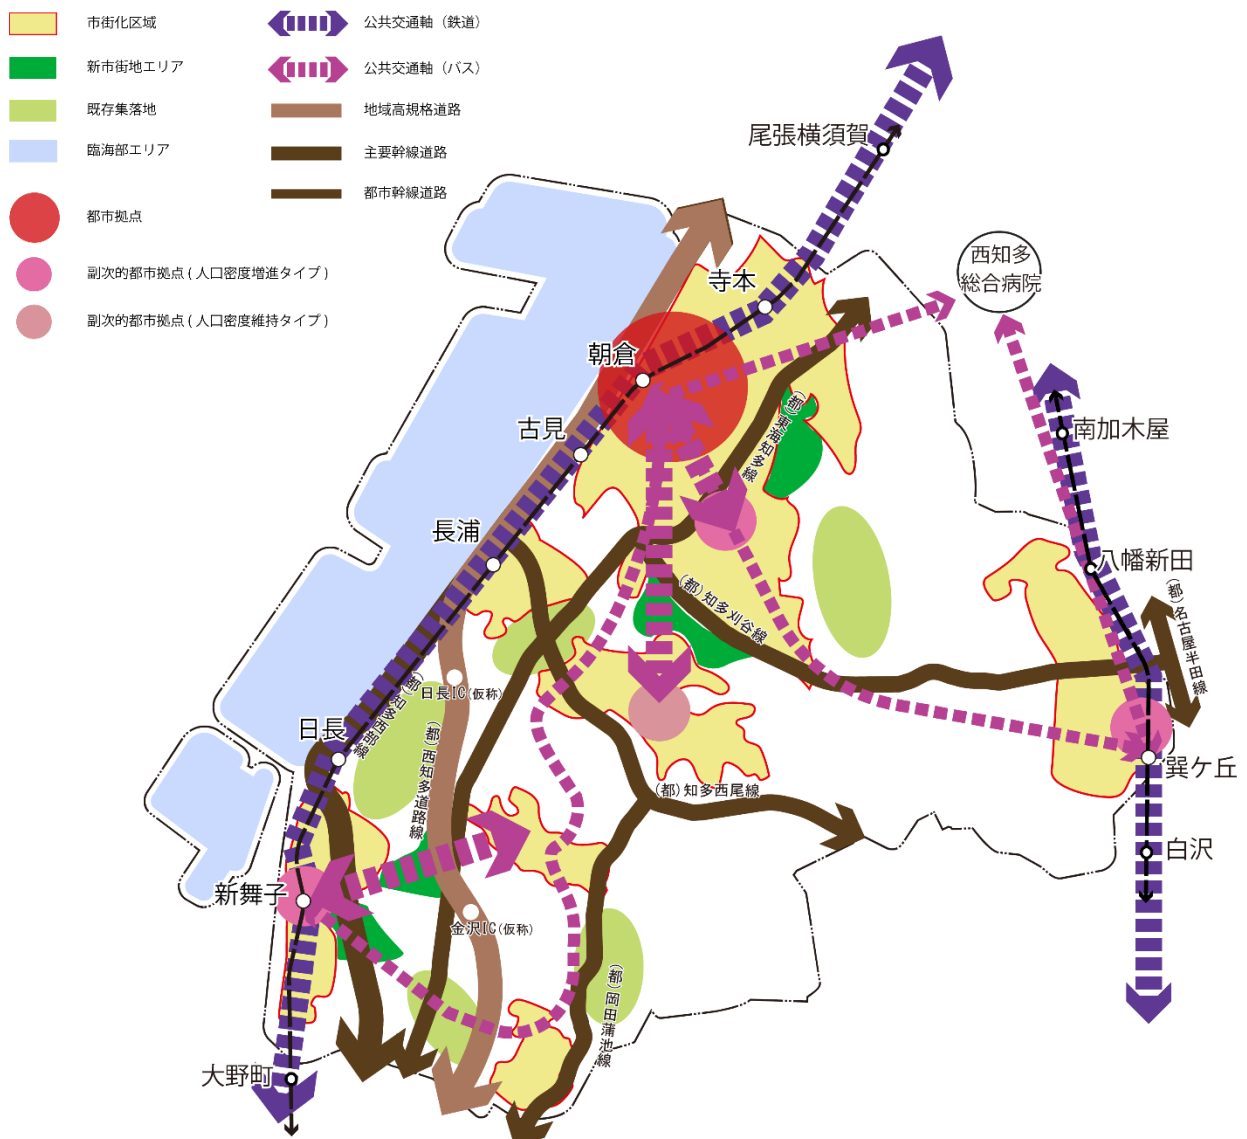 市街化区域
新市街地エリア
既存集落地
臨海部エリア
都市拠点
副次的都市拠点(人口密度増進タイプ)
副次的都市拠点(人口密度維持タイプ)
公共交通軸(鉄道)
公共交通軸(バス)
地域高規格道路
主要幹線道路
都市幹線道路
尾張横須賀
西知多
総合病院
寺本
朝倉
古見
(都)東海知多線
南加木屋
長浦
八幡新田
(都)知多刈谷線
(都)名古屋半田線
日長IC(仮称)
(都)知多西部線
(都)西知多道路線
日長
巽ケ丘
(都)知多西尾線
白沢
新舞子
金沢IC(仮称)
(都)岡田蒲池線
大野町